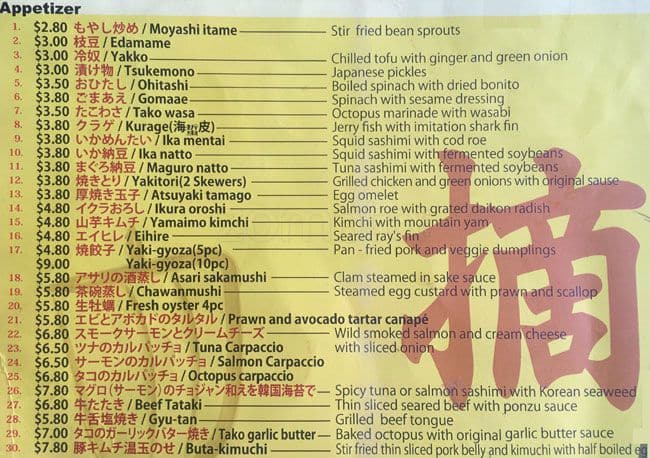 Appetizer
1. $2.80 もやし炒め / Moyashi itame Stir fried bean sprouts
2. $3.00 枝豆 / Edamame
3. $3.00 冷奴 / Yakko Chilled tofu with ginger and green onion
4. $3.00 漬け物 / Tsukemono Japanese pickles
5. $3.50 おひたし / Ohitashi Boiled spinach with dried bonito
6. $3.80 ごまあえ / Gomaae Spinach with sesame dressing
7. $3.50 たこわさ / Tako wasa Octopus marinade with wasabi
8. $3.80 クラゲ / Kurage(海 皮) Jerry fish with imitation shark fin
9. $3.80 いかめんたい / Ika mentai Squid sashimi with cod roe
10. $3.80 いか納豆 / Ika natto Squid sashimi with fermented soybeans
11. $3.80 まぐろ納豆 / Maguro natto Tuna sashimi with fermented soybeans
12. $3.80 焼きとり / Yakitori(2 Skewers) Grilled chicken and green onions with original sause
13. $3.80 厚焼き玉子 / Atsuyaki tamago Egg omelet
14. $4.80 イクラおろし / Ikura oroshi Salmon roe with grated daikon radish
15. $4.80 山芋キムチ / Yamaimo kimchi Kimchi with mountain yam
16. $4.80 エイヒレ / Eihire Seared ray's fin
17. $4.80 焼餃子 / Yaki-gyoza(5pc) Pan - fried pork and veggie dumplings
$9.00 Yaki-gyoza(10pc)
18. $5.80 アサリの酒蒸し / Asari sakamushi Clam steamed in sake sauce
19. $5.80 茶碗蒸し / Chawanmushi Steamed egg custard with prawn and scallop
20. $5.80 生牡蠣 / Fresh oyster 4pc
21. $5.80 エビとアボカドのタルタル / Prawn and avocado tartar canapé
22. $6.80 スモークサーモンとクリームチーズ Wild smoked salmon and cream cheese
23. $6.50 ツナのカルパッチョ / Tuna Carpaccio with sliced onion
24. $6.50 サーモンのカルパッチョ / Salmon Carpaccio
25. $6.80 タコのカルパッチョ / Octopus carpaccio
26. $7.80 マグロ(サーモン)のチョジャン和えを韓国海苔で Spicy tuna or salmon sashimi with Korean seaweed
27. $6.80 牛たたき / Beef Tataki Thin sliced seared beef with ponzu sauce
28. $5.80 牛舌塩焼き / Gyu-tan Grilled beef tongue
29. $7.00 タコのガーリックバター焼き / Tako garlic butter Baked octopus with original garlic butter sauce
30. $7.80 豚キムチ温玉のせ / Buta-kimuchi Stir fried thin sliced pork belly and kimuchi with half boiled
摘